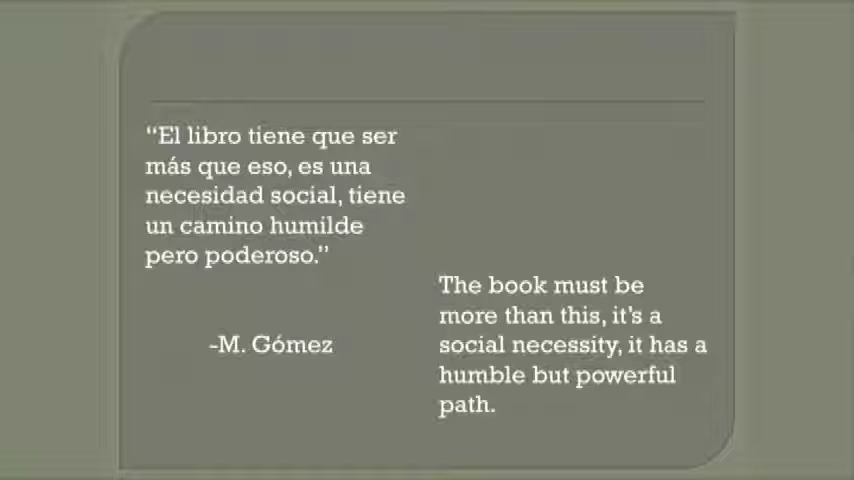 “El libro tiene que ser
más que eso, es una
necesidad social, tiene
un camino humilde
pero poderoso.”
-M. Gómez
The book must be
more than this, it’s a
social necessity, it has a
humble but powerful
path.